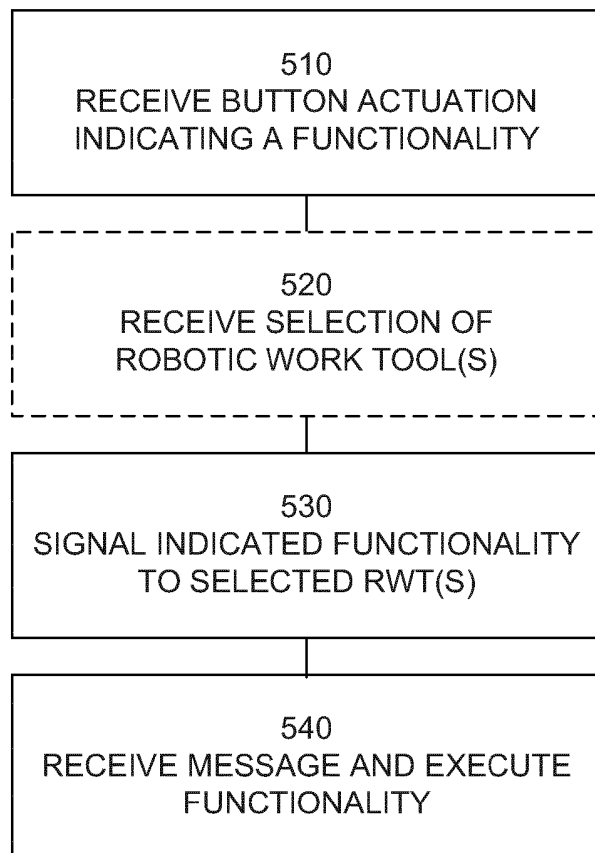 510
RECEIVE BUTTON ACTUATION
INDICATING A FUNCTIONALITY
520
RECEIVE SELECTION OF
ROBOTIC WORK TOOL(S)
530
SIGNAL INDICATED FUNCTIONALITY
TO SELECTED RWT(S)
540
RECEIVE MESSAGE AND EXECUTE
FUNCTIONALITY